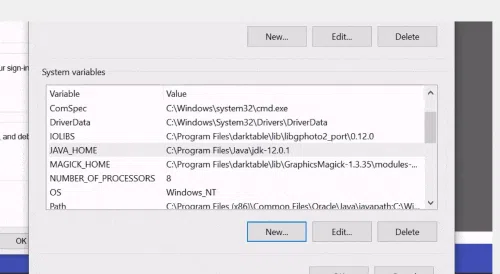 New... Edit... Delete
ur sign-in
System variables
Variable Value
ComSpec C:\Windows\system32\cmd.exe
DriverData C:\Windows\System32\Drivers\DriverData
, and det
IOLIBS C:\Program Files\darktable\lib\libgphoto2_port\0.12.0
JAVA_HOME C:\Program Files\Java\jdk-12.0.1
MAGICK_HOME C:\Program Files\darktable\lib\GraphicsMagick-1.3.35\modules-...
NUMBER_OF_PROCESSORS 8
OS Windows_NT
Path C:\Program Files (x86)\Common Files\Oracle\Java\javapath;C:\Wi...
New... Edit... Delete
OK